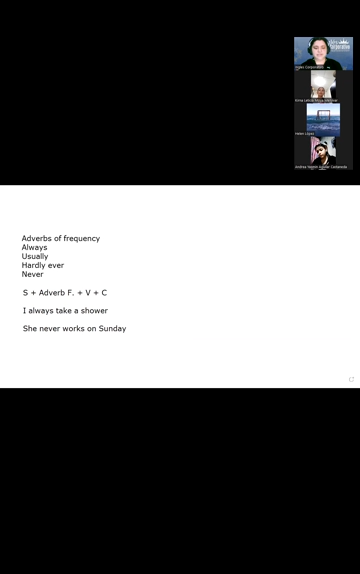 Adverbs of frequency
Always
Usually
Hardly ever
Never
S + Adverb F. + V + C
I always take a shower
She never works on Sunday